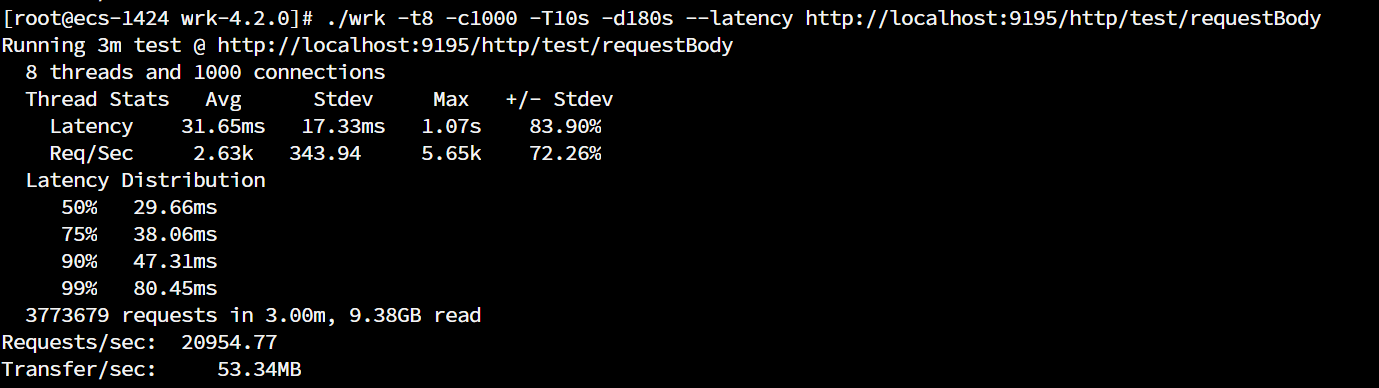 [root@ecs-1424 wrk-4.2.0]# ./wrk -t8 -c1000 -T10s -d180s --latency http://localhost:9195/http/test/requestBody
Running 3m test @ http://localhost:9195/http/test/requestBody
  8 threads and 1000 connections
  Thread Stats   Avg      Stdev     Max   +/- Stdev
    Latency    31.65ms   17.33ms   1.07s    83.90%
    Req/Sec     2.63k   343.94     5.65k    72.26%
  Latency Distribution
     50%   29.66ms
     75%   38.06ms
     90%   47.31ms
     99%   80.45ms
  3773679 requests in 3.00m, 9.38GB read
Requests/sec:  20954.77
Transfer/sec:     53.34MB